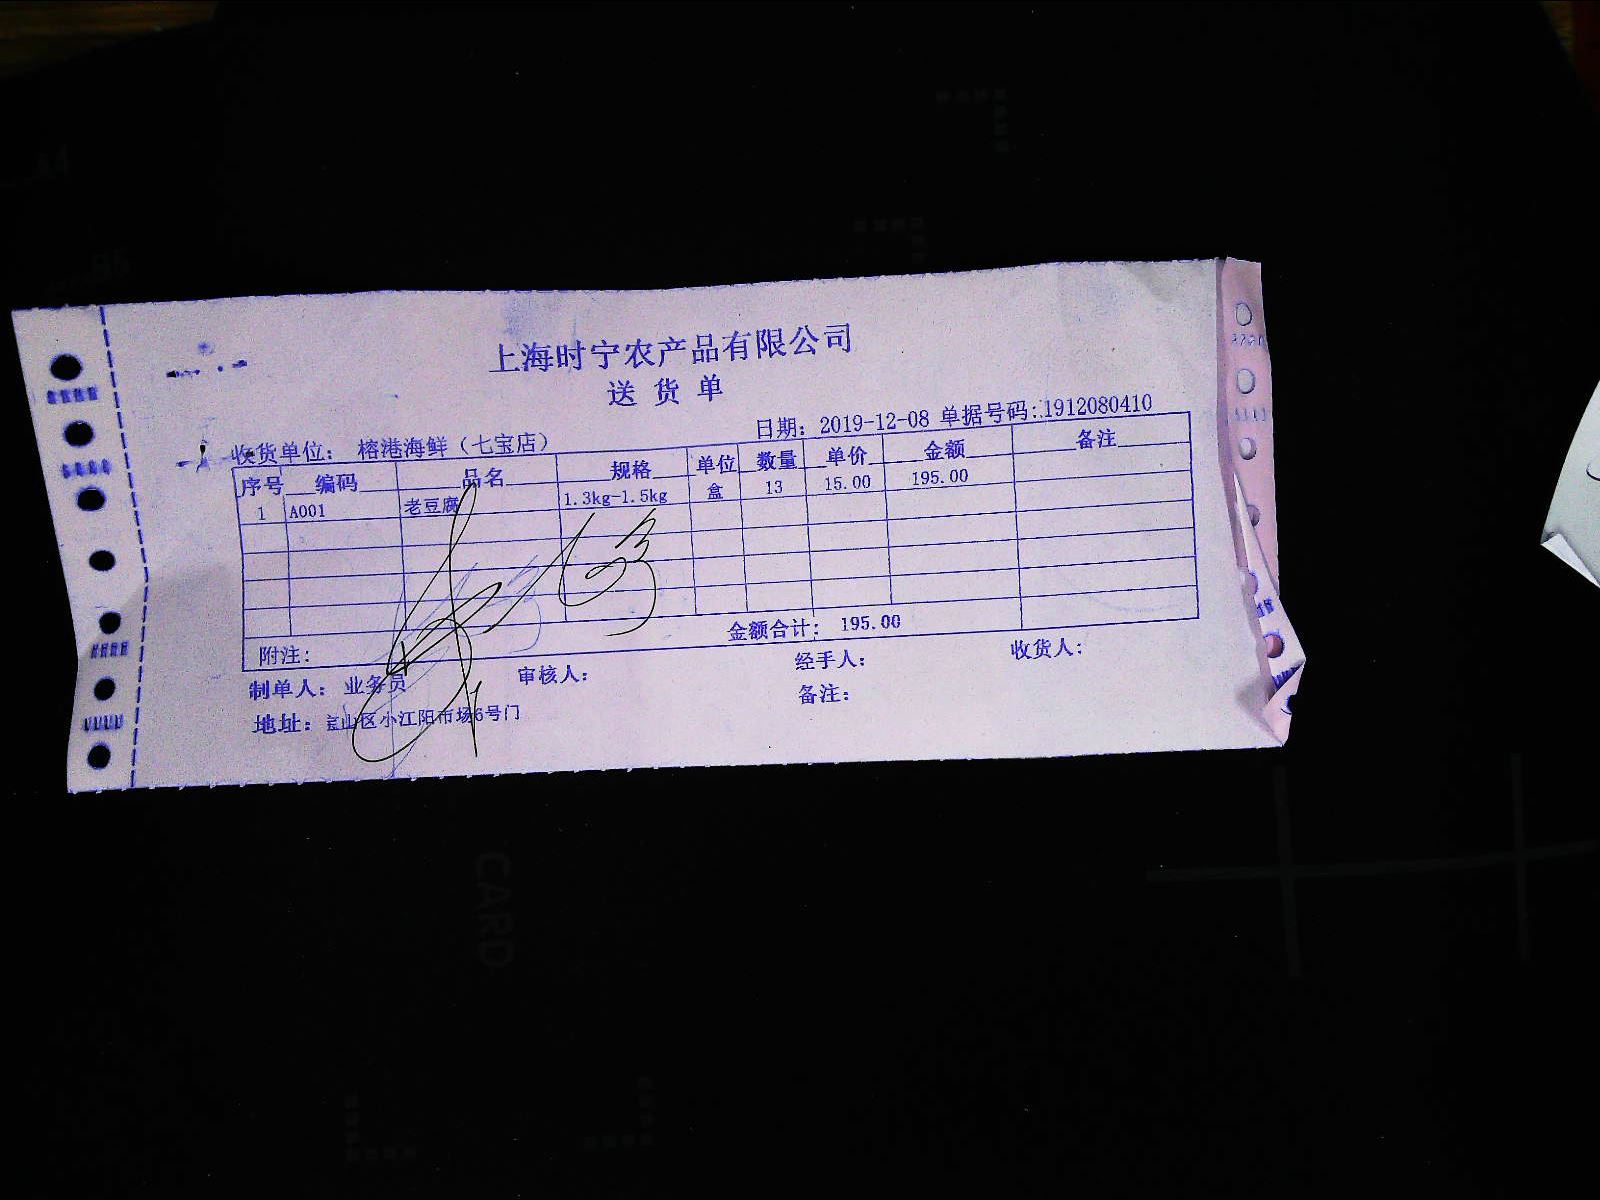 上海时宁农产品有限公司
送货单
日期：2019-12-08 单据号码：1912080410
收货单位： 榕港海鲜（七宝店）
序号 编码 品名 规格 单位 数量 单价 金额 备注
1 A001 老豆腐 1.3kg-1.5kg 盒 13 15.00 195.00
附注： 金额合计： 195.00
制单人： 业务员 审核人： 经手人： 收货人：
地址：宝山区小江阳市场6号门 备注：
CARD
A4
B5